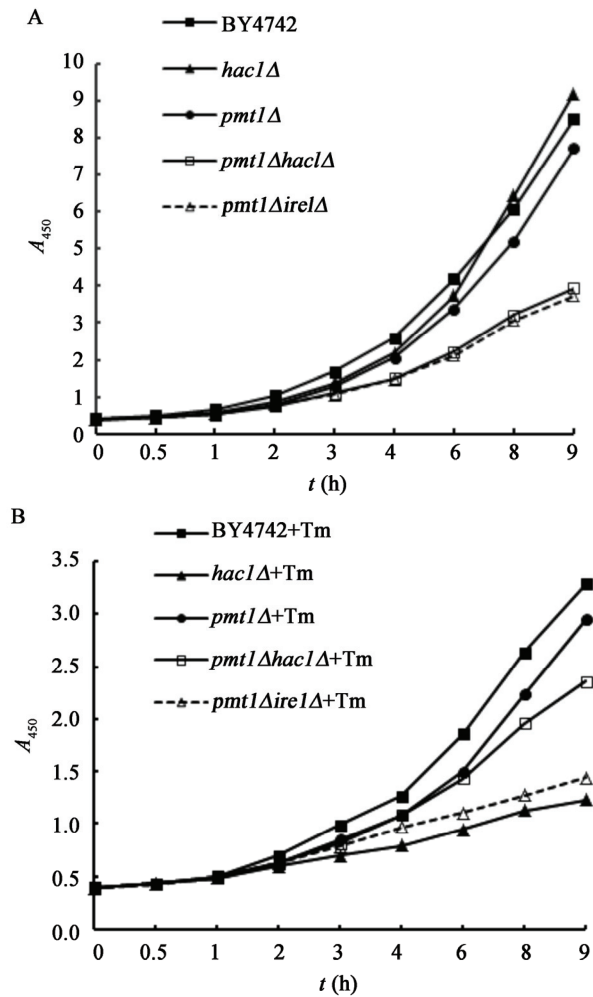 A
BY4742
hac1Δ
pmt1Δ
pmt1ΔhaclΔ
pmt1ΔirelΔ
10
9
8
7
6
5
4
3
2
1
0
A450
0 0.5 1 2 3 4 6 8 9
t (h)
B
BY4742+Tm
hac1Δ+Tm
pmt1Δ+Tm
pmt1Δhac1Δ+Tm
pmt1Δire1Δ+Tm
3.5
3.0
2.5
2.0
1.5
1.0
0.5
0.0
A450
0 0.5 1 2 3 4 6 8 9
t (h)